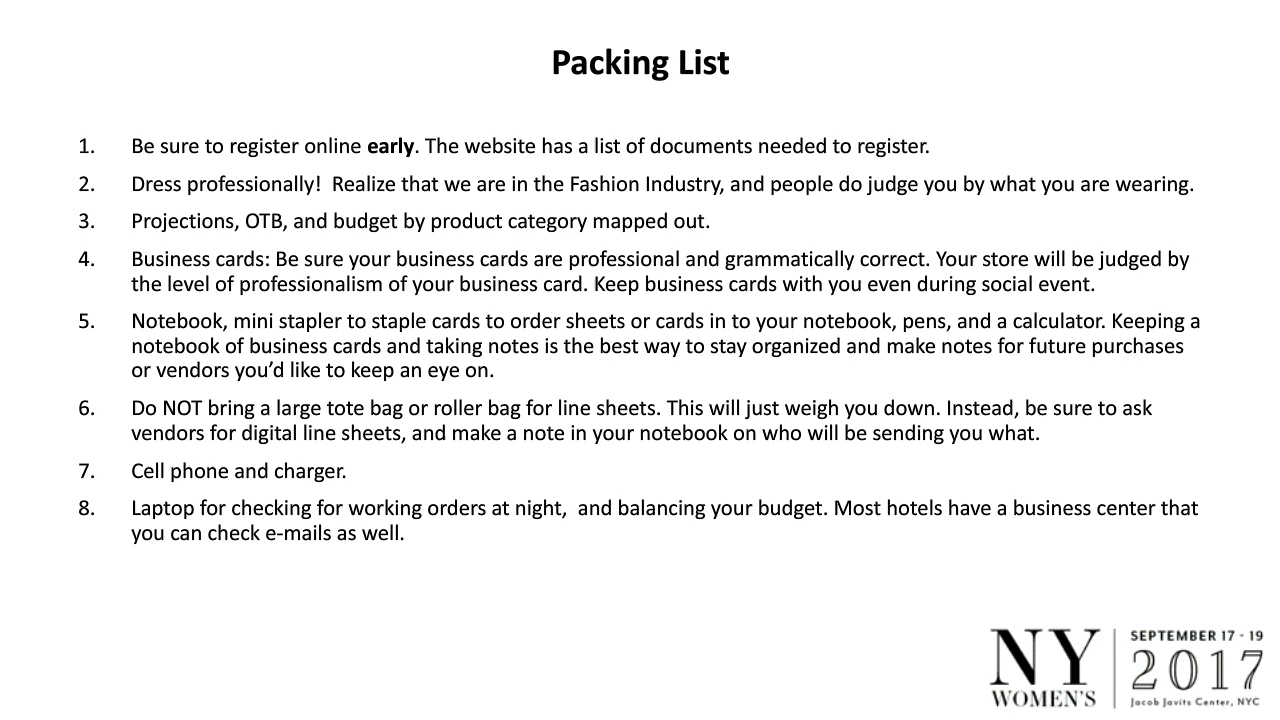 Packing List
1. Be sure to register online early. The website has a list of documents needed to register.
2. Dress professionally!  Realize that we are in the Fashion Industry, and people do judge you by what you are wearing.
3. Projections, OTB, and budget by product category mapped out.
4. Business cards: Be sure your business cards are professional and grammatically correct. Your store will be judged by
the level of professionalism of your business card. Keep business cards with you even during social event.
5. Notebook, mini stapler to staple cards to order sheets or cards in to your notebook, pens, and a calculator. Keeping a
notebook of business cards and taking notes is the best way to stay organized and make notes for future purchases
or vendors you’d like to keep an eye on.
6. Do NOT bring a large tote bag or roller bag for line sheets. This will just weigh you down. Instead, be sure to ask
vendors for digital line sheets, and make a note in your notebook on who will be sending you what.
7. Cell phone and charger.
8. Laptop for checking for working orders at night,  and balancing your budget. Most hotels have a business center that
you can check e-mails as well.
NY
WOMEN'S
SEPTEMBER 17 - 19
2017
Jacob Javits Center, NYC